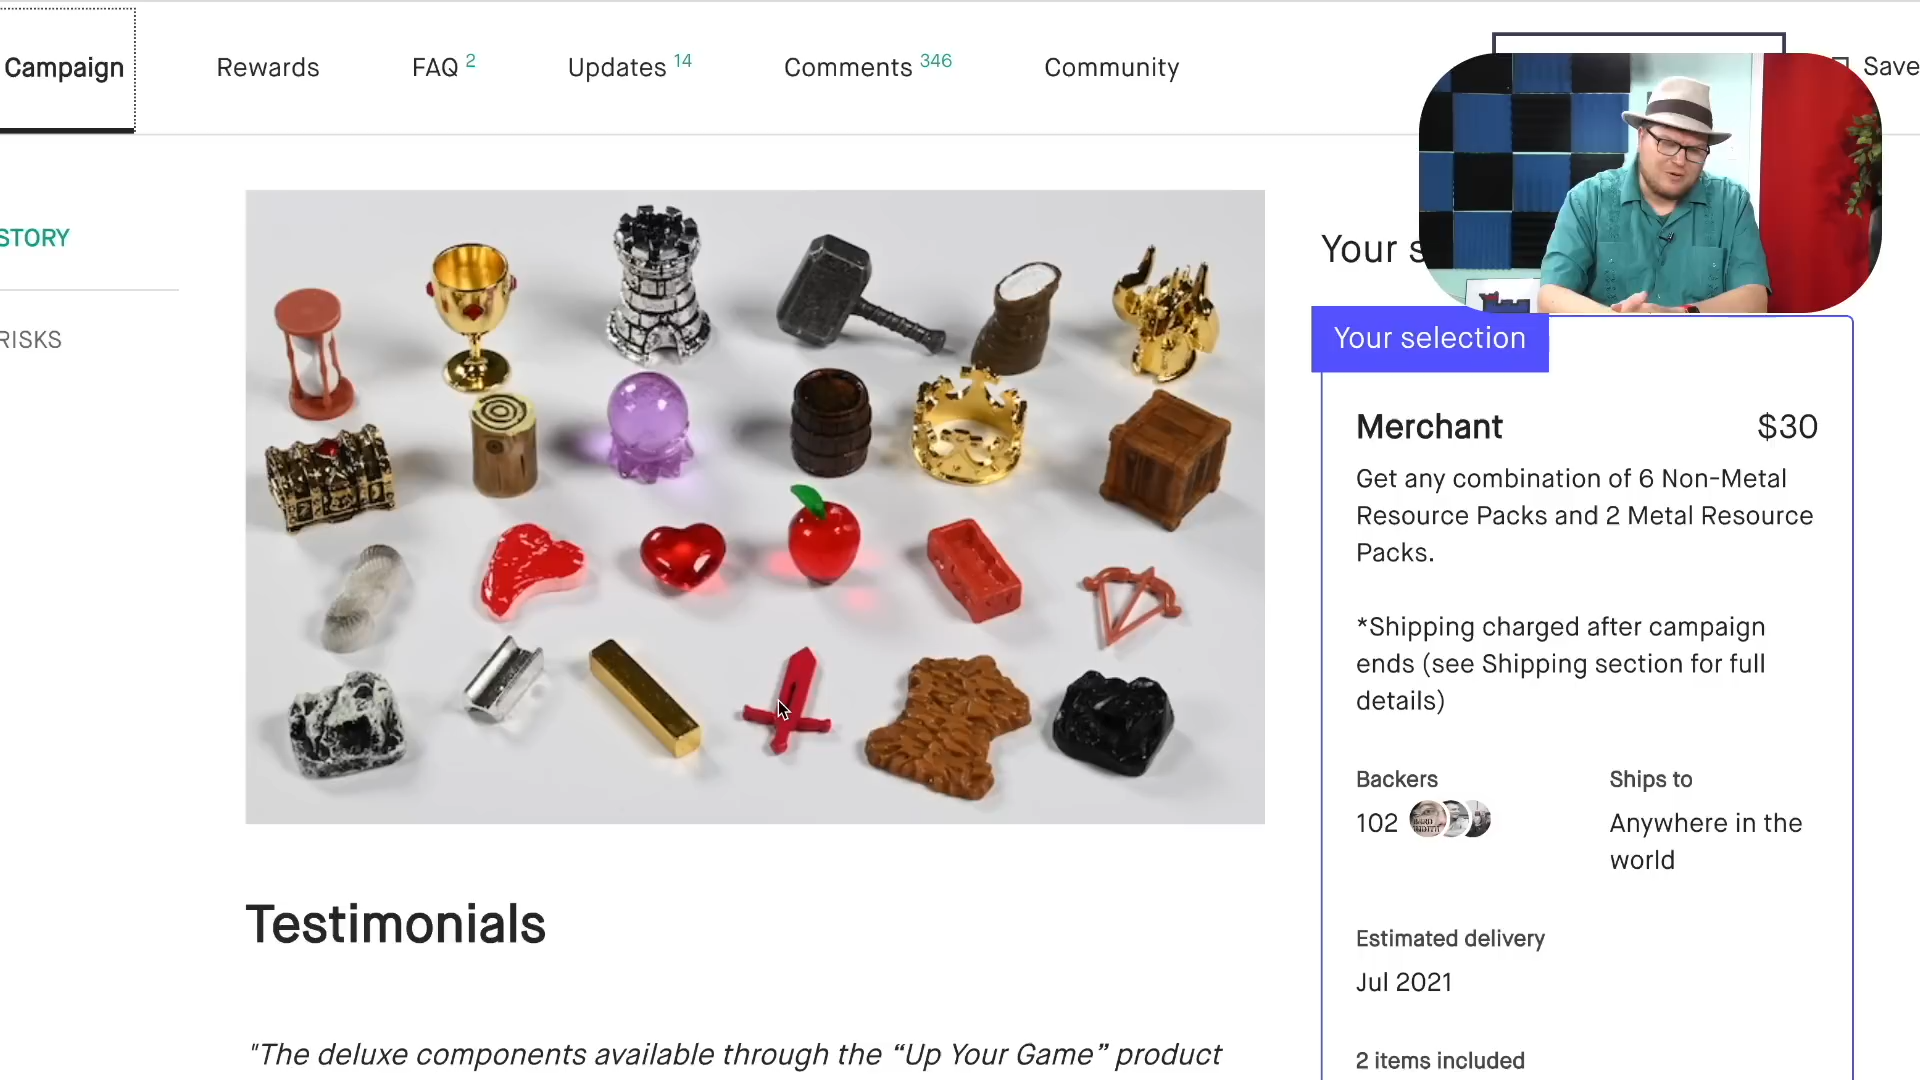 Campaign
Rewards
FAQ 2
Updates 14
Comments 346
Community
Save
STORY
RISKS
Your s
Your selection
Merchant
$30
Get any combination of 6 Non-Metal
Resource Packs and 2 Metal Resource
Packs.
*Shipping charged after campaign
ends (see Shipping section for full
details)
Backers
102
Ships to
Anywhere in the
world
Estimated delivery
Jul 2021
2 items included
Testimonials
"The deluxe components available through the “Up Your Game” product